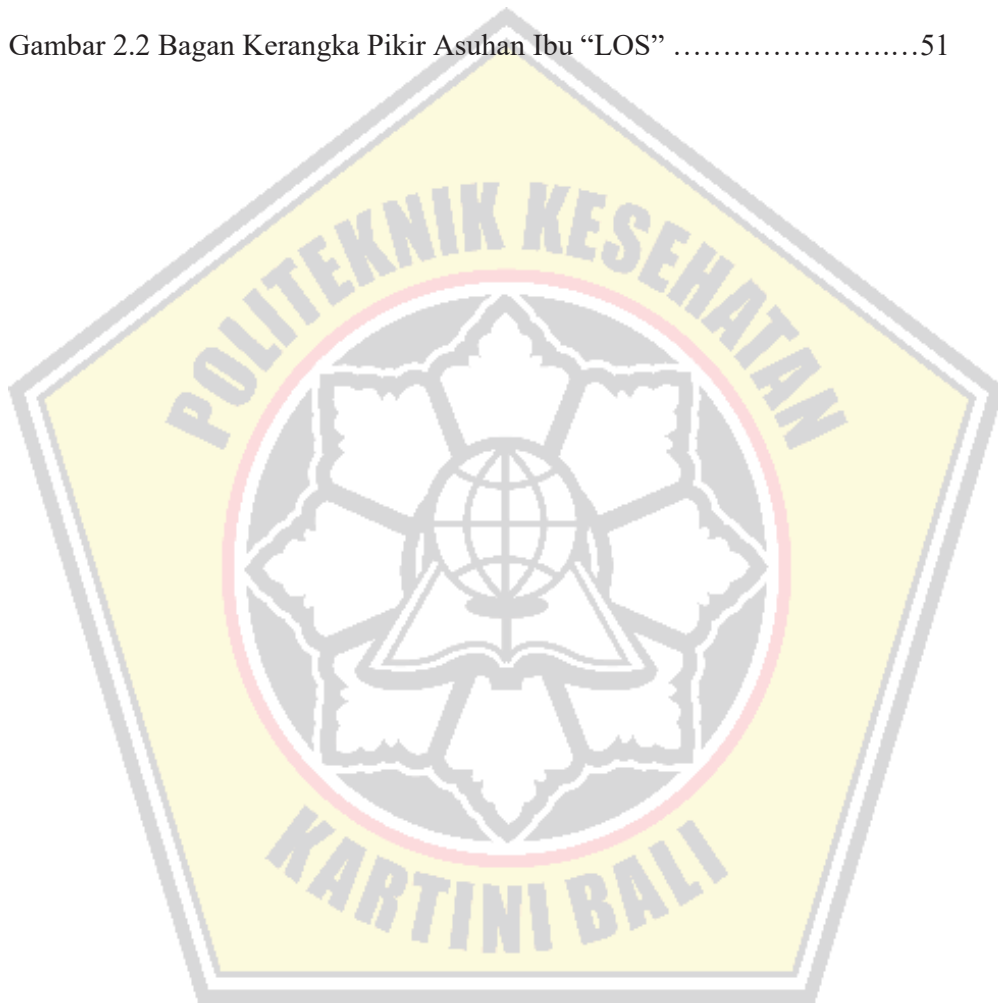 Gambar 2.2 Bagan Kerangka Pikir Asuhan Ibu “LOS” …………………..…51
POLITEKNIK KESEHATAN
KARTINI BALI